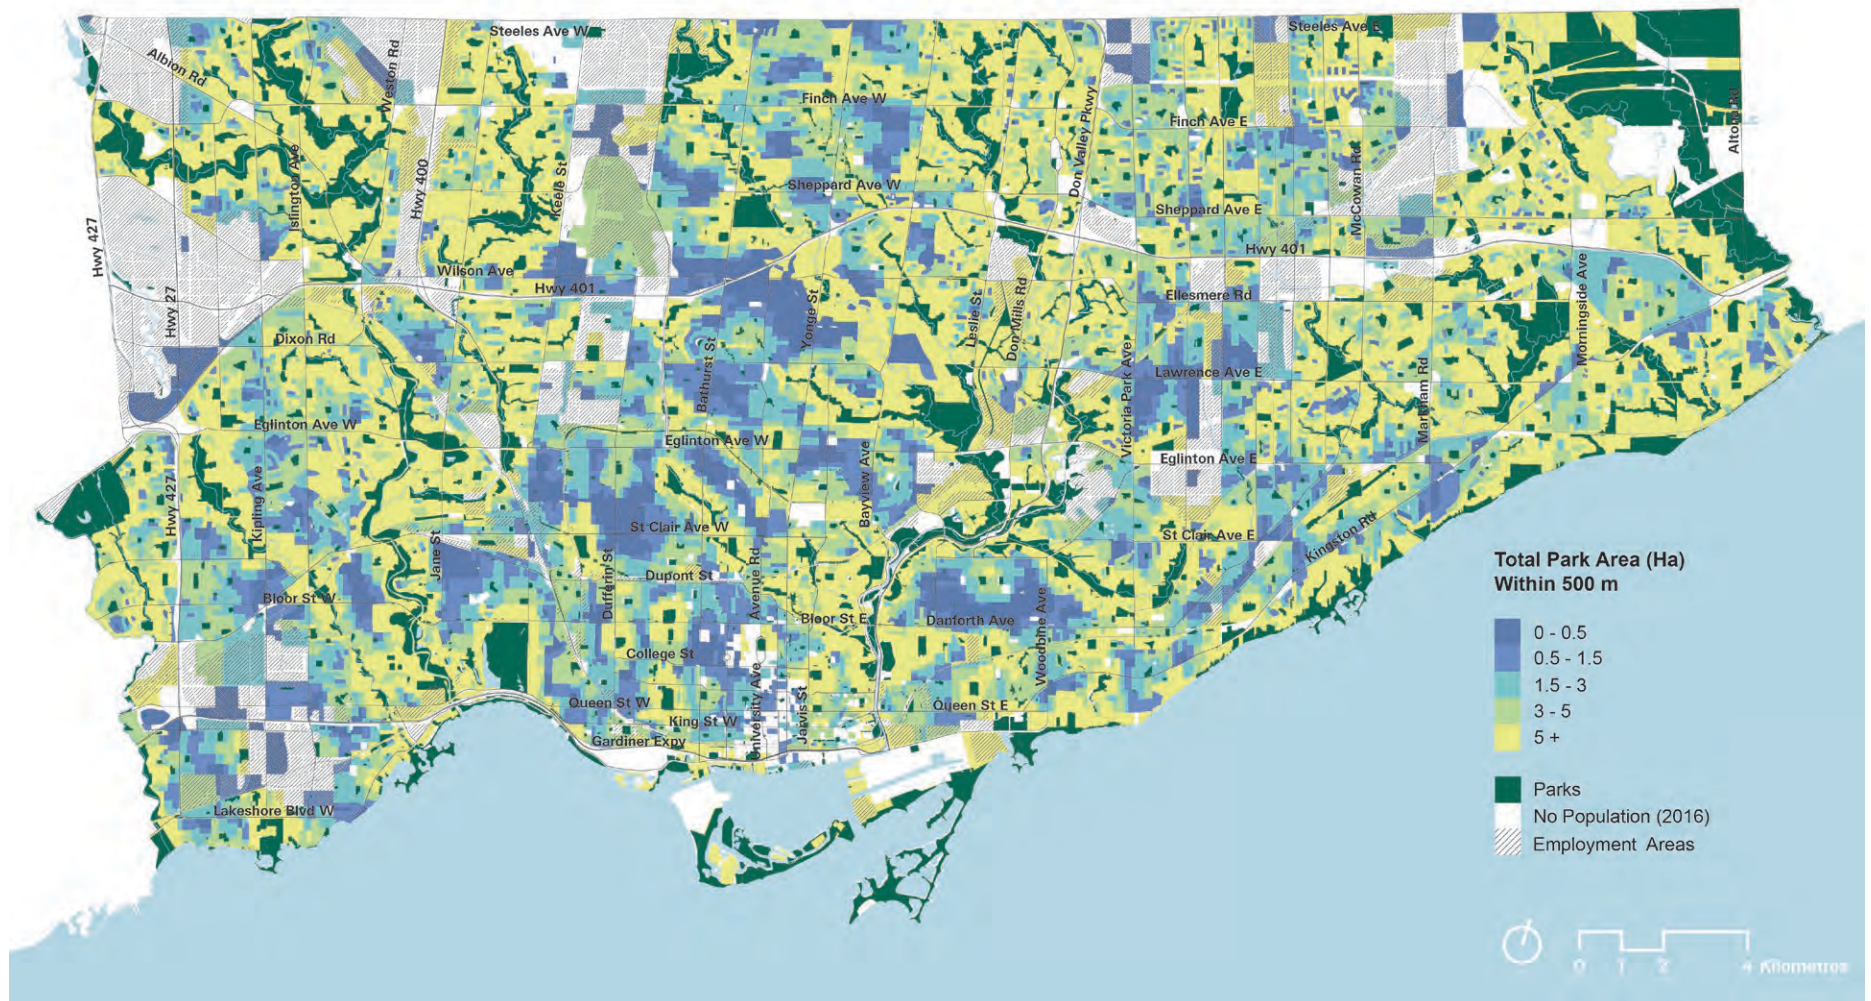 Steeles Ave W
Steeles Ave E
Albion Rd
Weston Rd
Finch Ave W
Finch Ave E
Don Valley Pkwy
Altona Rd
Islington Ave
Hwy 400
Keele St
McCowan Rd
Sheppard Ave W
Sheppard Ave E
Hwy 427
Hwy 401
Wilson Ave
Hwy 401
Hwy 27
Ellesmere Rd
Morningside Ave
Yonge St
Leslie St
Don Mills Rd
Dixon Rd
Bathurst St
Victoria Park Ave
Lawrence Ave E
Markham Rd
Eglinton Ave W
Eglinton Ave W
Eglinton Ave E
Bayview Ave
Hwy 427
Kipling Ave
St Clair Ave W
St Clair Ave E
Kingston Rd
Jane St
Dufferin St
Dupont St
Avenue Rd
Bloor St W
Bloor St E
Danforth Ave
Woodbine Ave
College St
University Ave
Jarvis St
Queen St W
Queen St E
King St W
Gardiner Expy
Lakeshore Blvd W
Total Park Area (Ha)
Within 500 m
0 - 0.5
0.5 - 1.5
1.5 - 3
3 - 5
5 +
Parks
No Population (2016)
Employment Areas
0 1 2 4 Kilometres